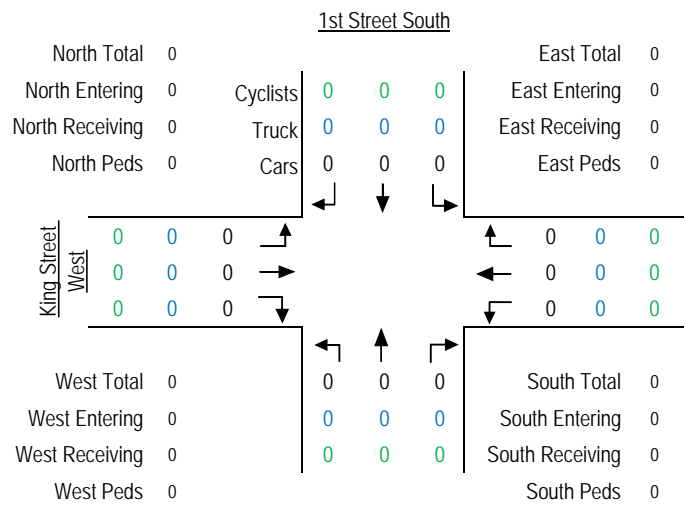 1st Street South
North Total 0
East Total 0
North Entering 0
Cyclists 0 0 0
East Entering 0
North Receiving 0
Truck 0 0 0
East Receiving 0
North Peds 0
Cars 0 0 0
East Peds 0
King Street
West
0 0 0
0 0 0
0 0 0
0 0 0
0 0 0
0 0 0
West Total 0
0 0 0
South Total 0
West Entering 0
0 0 0
South Entering 0
West Receiving 0
0 0 0
South Receiving 0
West Peds 0
South Peds 0